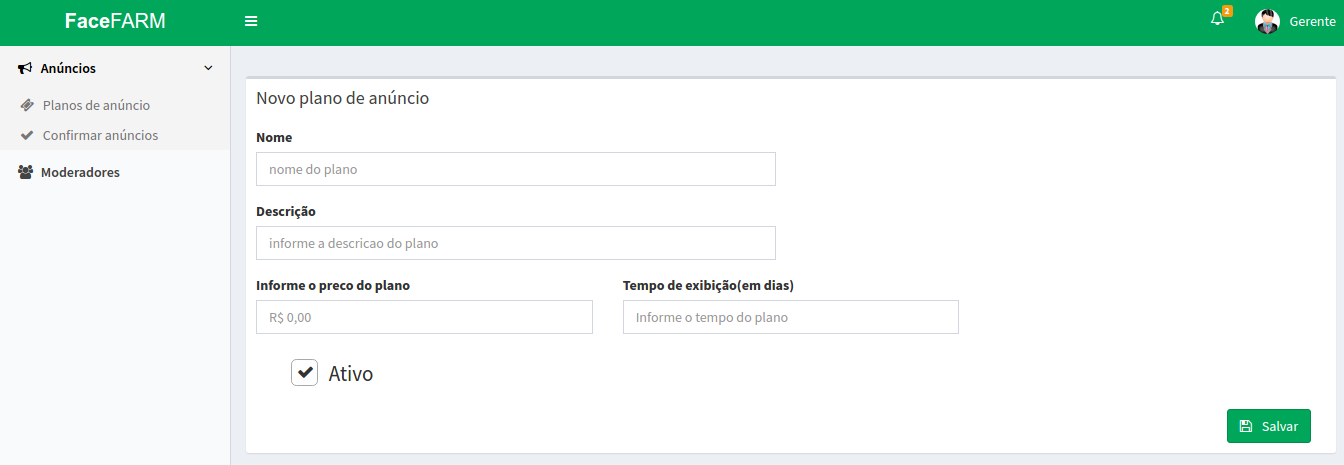 FaceFARM
2
Gerente
Anúncios
Planos de anúncio
Confirmar anúncios
Moderadores
Novo plano de anúncio
Nome
nome do plano
Descrição
informe a descricao do plano
Informe o preco do plano
Tempo de exibição(em dias)
R$ 0,00
Informe o tempo do plano
Ativo
Salvar